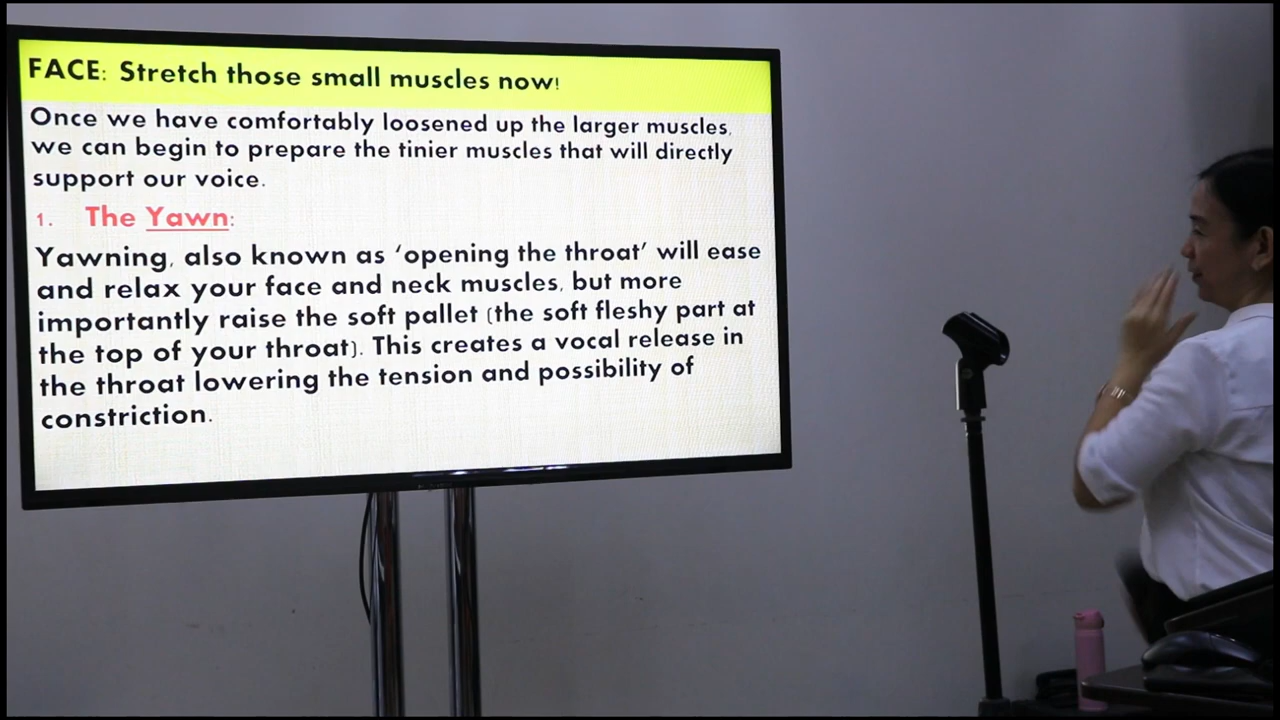 FACE: Stretch those small muscles now!
Once we have comfortably loosened up the larger muscles,
we can begin to prepare the tinier muscles that will directly
support our voice.
1. The Yawn:
Yawning, also known as ‘opening the throat’ will ease
and relax your face and neck muscles, but more
importantly raise the soft pallet (the soft fleshy part at
the top of your throat). This creates a vocal release in
the throat lowering the tension and possibility of
constriction.